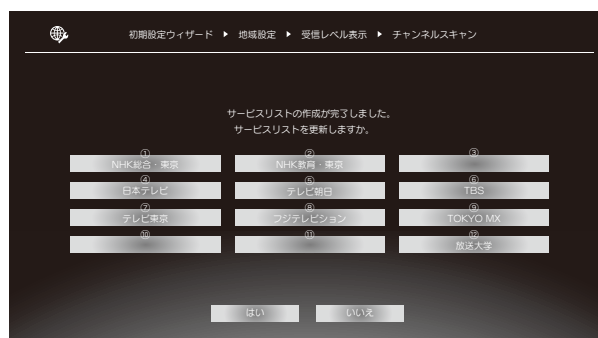 初期設定ウィザード ▶ 地域設定 ▶ 受信レベル表示 ▶ チャンネルスキャン
サービスリストの作成が完了しました。
サービスリストを更新しますか。
① ② ③
NHK総合・東京 NHK教育・東京
④ ⑤ ⑥
日本テレビ テレビ朝日 TBS
⑦ ⑧ ⑨
テレビ東京 フジテレビション TOKYO MX
⑩ ⑪ ⑫
放送大学
はい いいえ